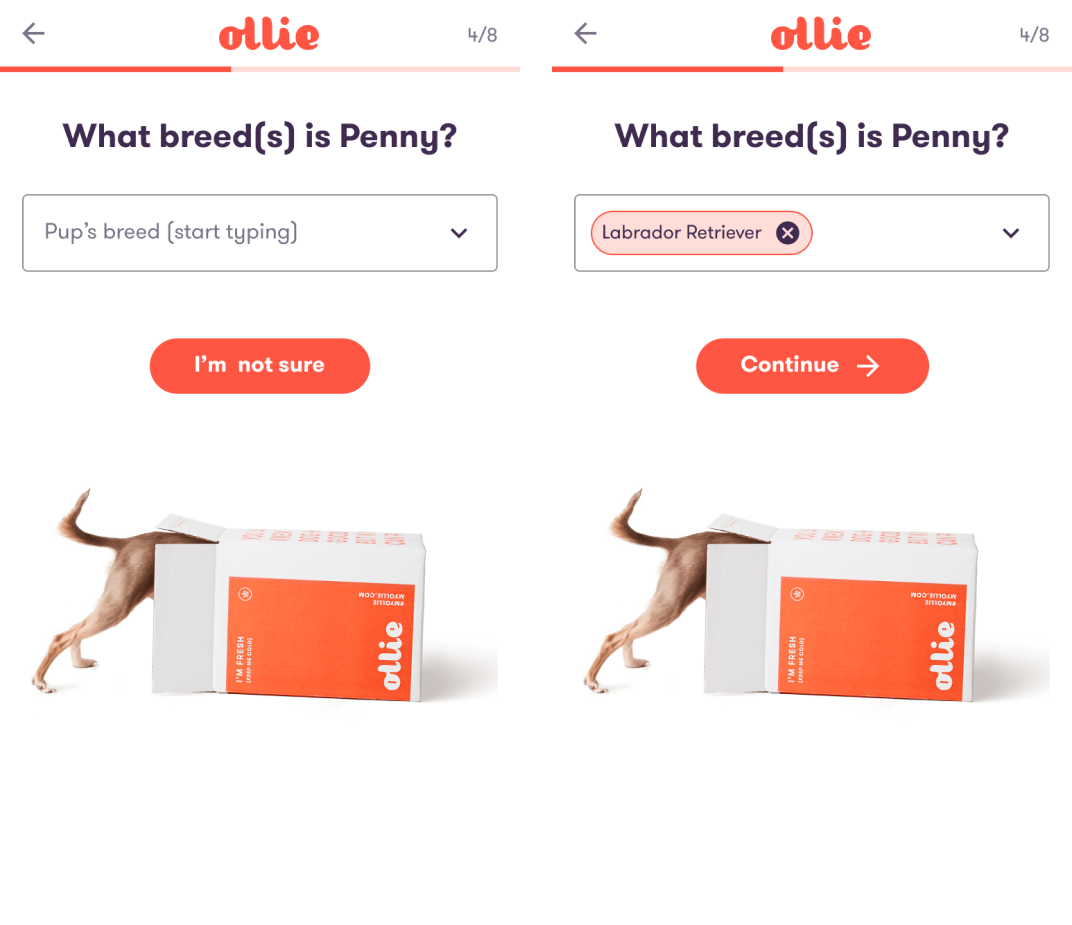 ollie
4/8
What breed(s) is Penny?
Pup's breed (start typing)
I'm not sure
#MYOLLIE
MYOLLIE.COM
I'M FRESH
[KEEP ME COLD]
ollie
ollie
4/8
What breed(s) is Penny?
Labrador Retriever
Continue
#MYOLLIE
MYOLLIE.COM
I'M FRESH
[KEEP ME COLD]
ollie